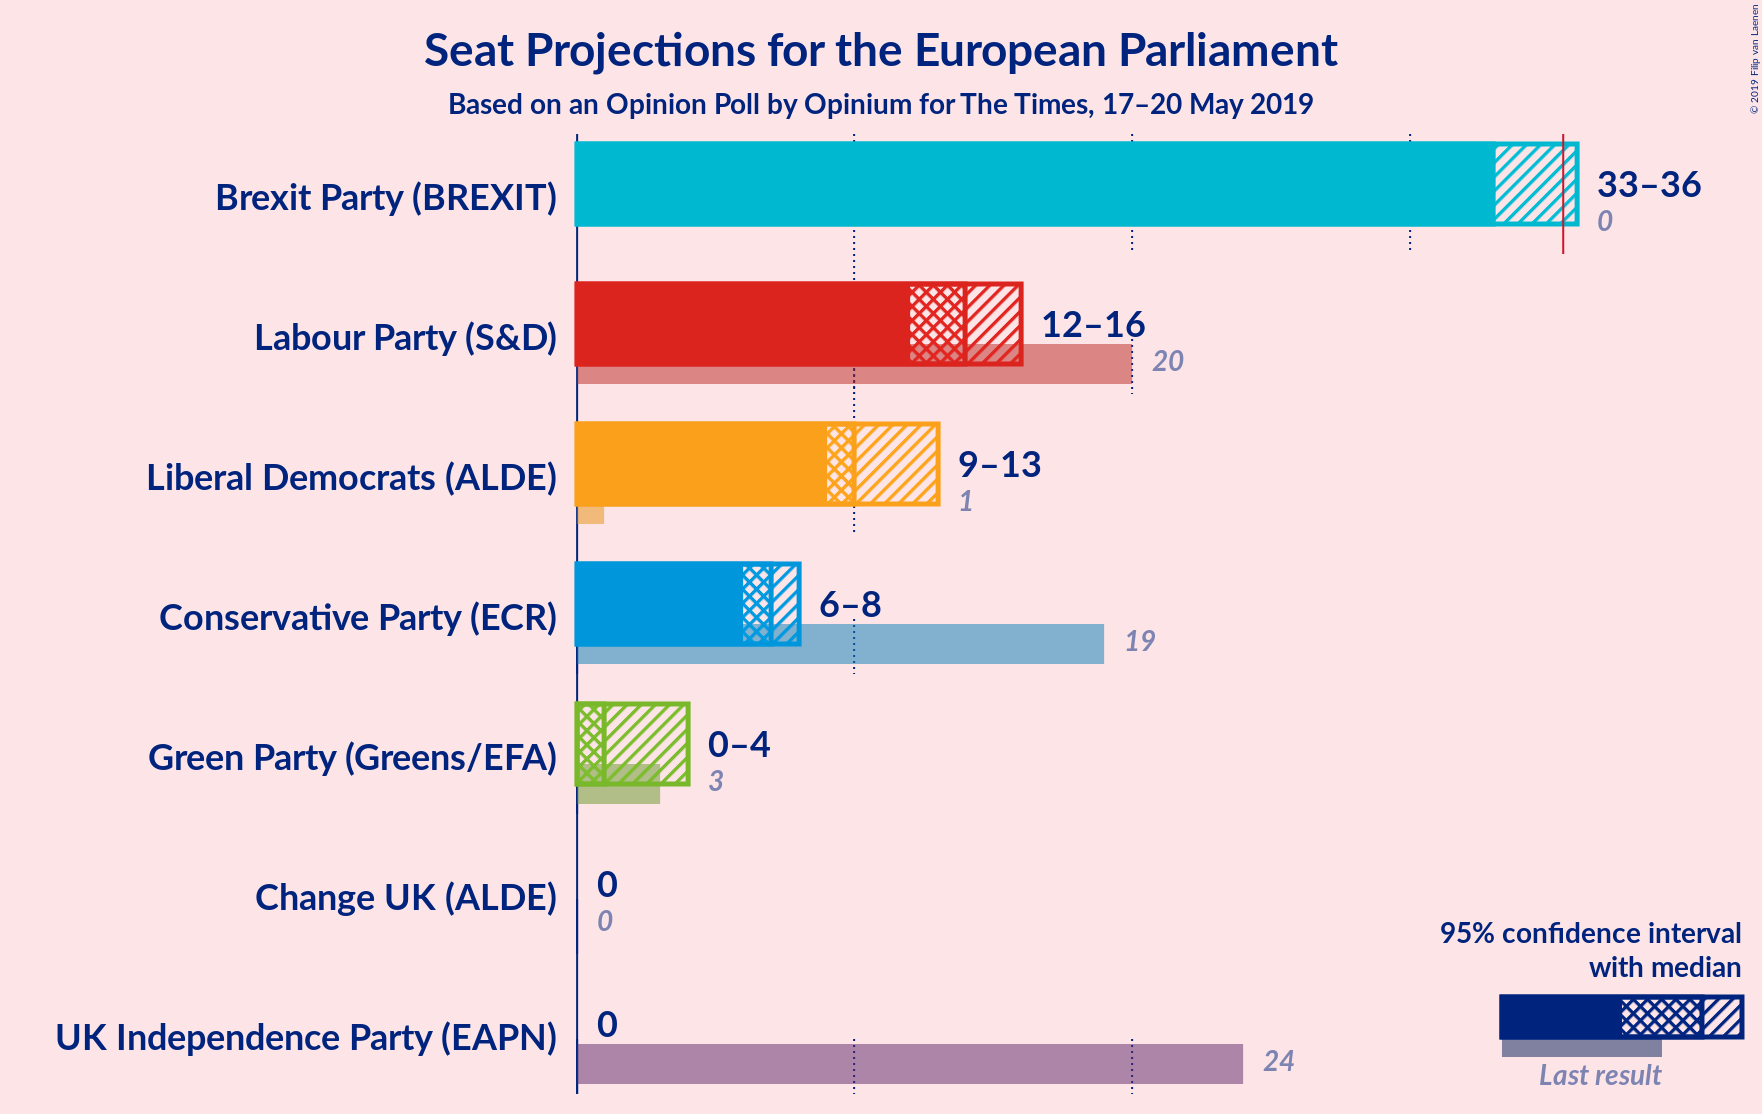 Seat Projections for the European Parliament
Based on an Opinion Poll by Opinium for The Times, 17–20 May 2019
© 2019 Filip van Laenen
Brexit Party (BREXIT)
33–36
0
Labour Party (S&D)
12–16
20
Liberal Democrats (ALDE)
9–13
1
Conservative Party (ECR)
6–8
19
Green Party (Greens/EFA)
0–4
3
Change UK (ALDE)
0
0
UK Independence Party (EAPN)
0
24
95% confidence interval
with median
Last result